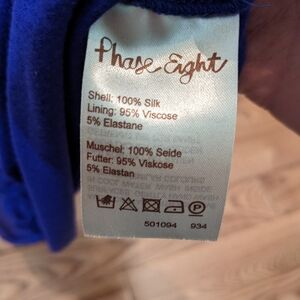 Phase Eight
Shell: 100% Silk
Lining: 95% Viscose
5% Elastane
Muschel: 100% Seide
Futter: 95% Viskose
5% Elastan
501094 934